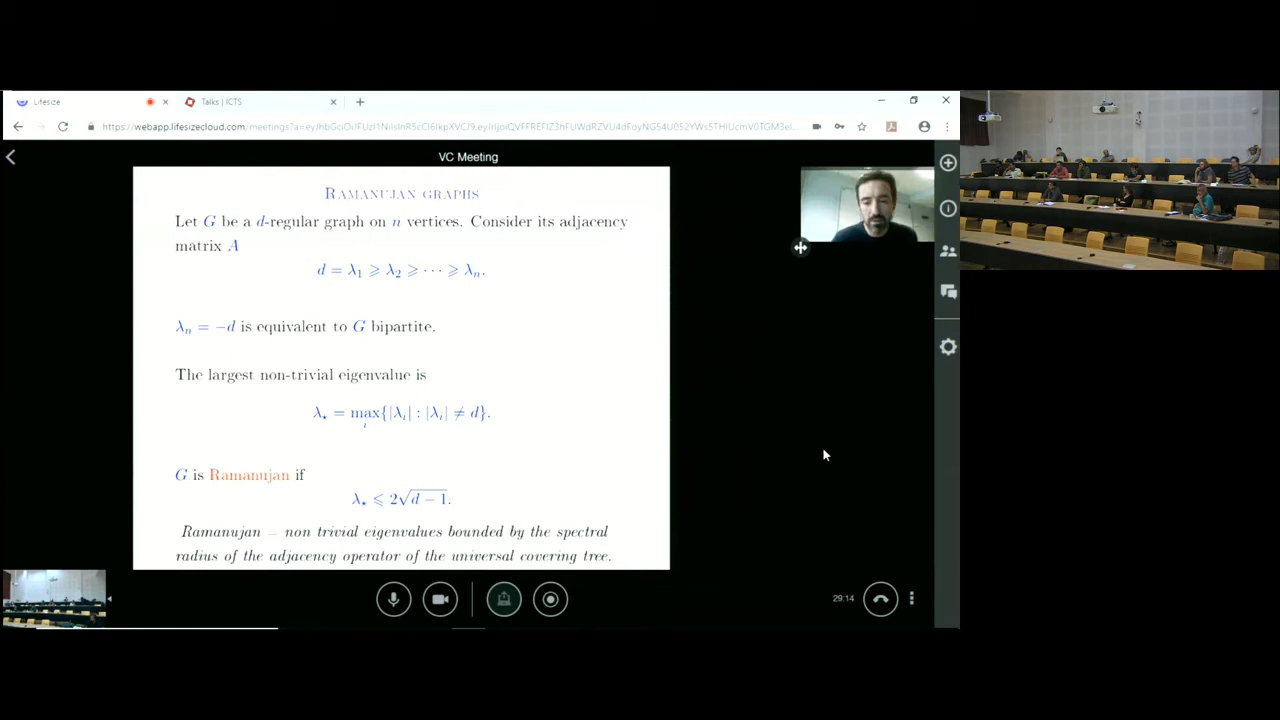 Lifesize
Talks | ICTS
VC Meeting
RAMANUJAN GRAPHS
Let G be a d-regular graph on n vertices. Consider its adjacency
matrix A
d = λ₁ ⩾ λ₂ ⩾ ··· ⩾ λₙ.
λₙ = −d is equivalent to G bipartite.
The largest non-trivial eigenvalue is
λ⋆ = max{|λᵢ| : |λᵢ| ≠ d}.
i
G is Ramanujan if
λ⋆ ⩽ 2√d − 1.
Ramanujan = non trivial eigenvalues bounded by the spectral
radius of the adjacency operator of the universal covering tree.
29:14